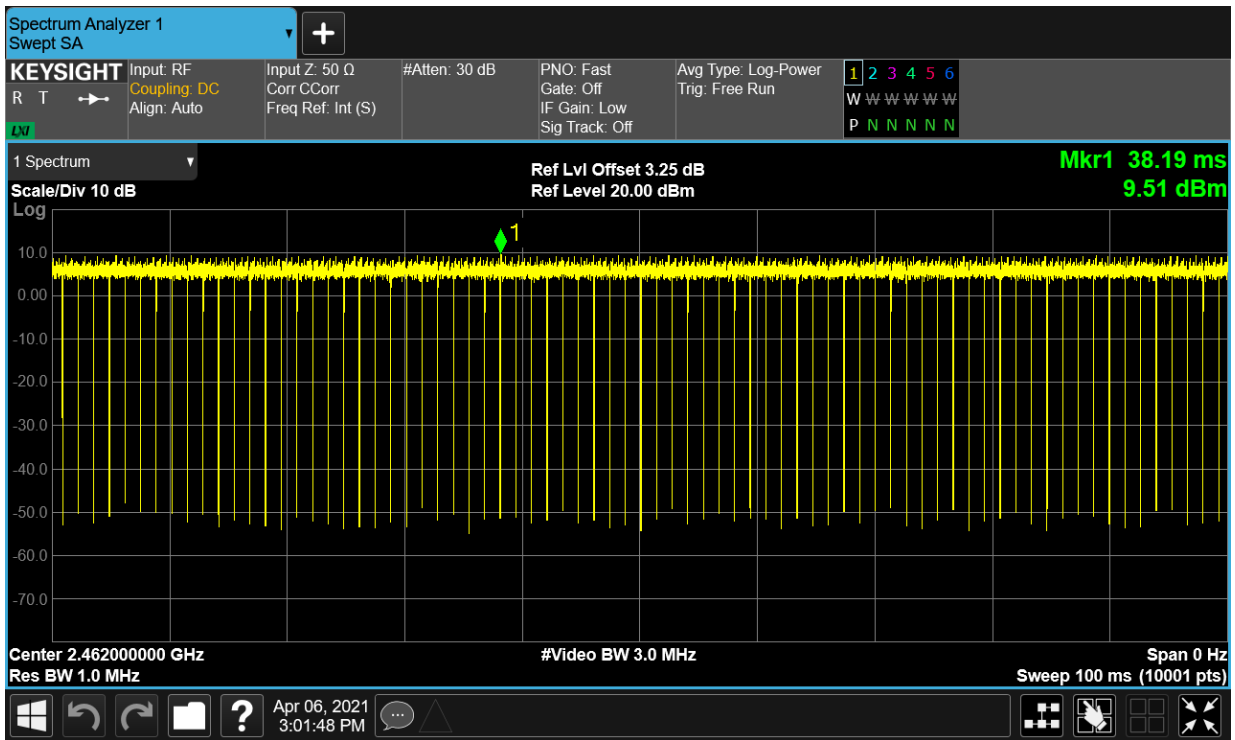 Spectrum Analyzer 1
Swept SA
▼
+
KEYSIGHT Input: RF Input Z: 50 Ω #Atten: 30 dB PNO: Fast Avg Type: Log-Power 1 2 3 4 5 6
R T Coupling: DC Corr CCorr Gate: Off Trig: Free Run W W W W W W
Align: Auto Freq Ref: Int (S) IF Gain: Low P N N N N N
LXI Sig Track: Off
1 Spectrum ▼ Ref Lvl Offset 3.25 dB Mkr1 38.19 ms
Scale/Div 10 dB Ref Level 20.00 dBm 9.51 dBm
Log
1
10.0
0.00
-10.0
-20.0
-30.0
-40.0
-50.0
-60.0
-70.0
Center 2.462000000 GHz #Video BW 3.0 MHz Span 0 Hz
Res BW 1.0 MHz Sweep 100 ms (10001 pts)
? Apr 06, 2021
3:01:48 PM